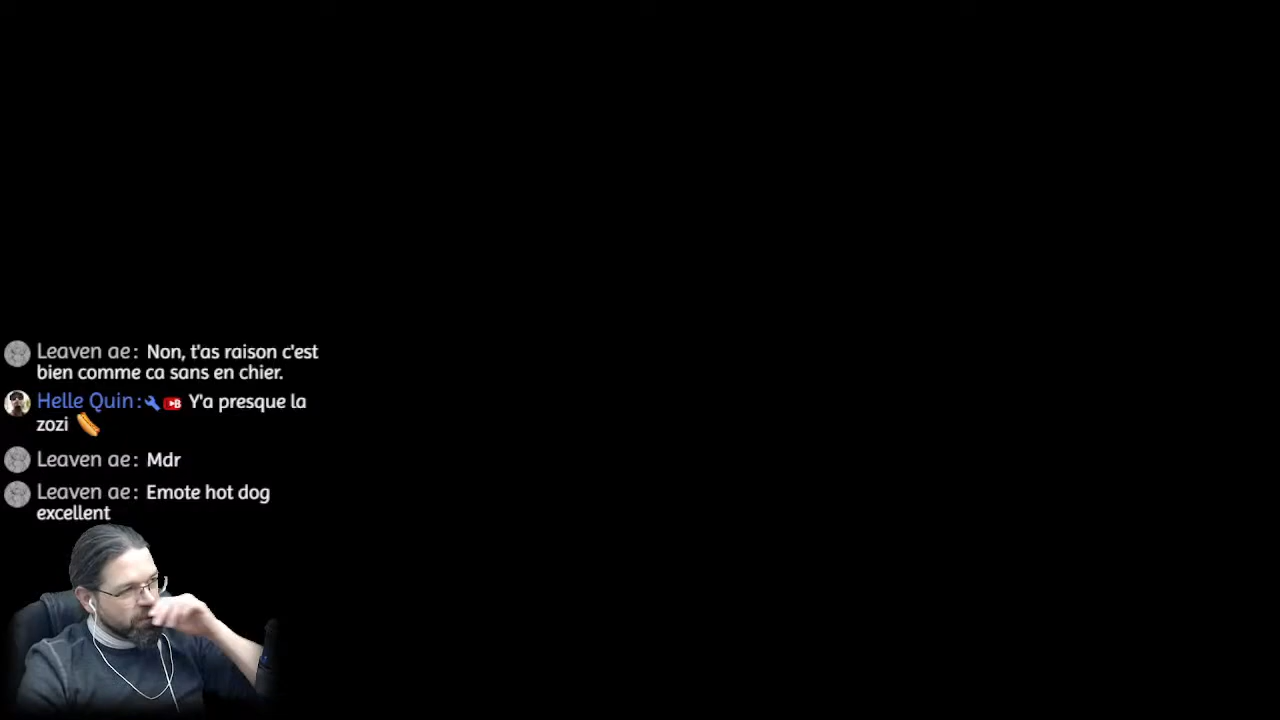 Leaven ae: Non, t'as raison c'est
bien comme ca sans en chier.
Helle Quin: Y'a presque la
zozi
Leaven ae: Mdr
Leaven ae: Emote hot dog
excellent